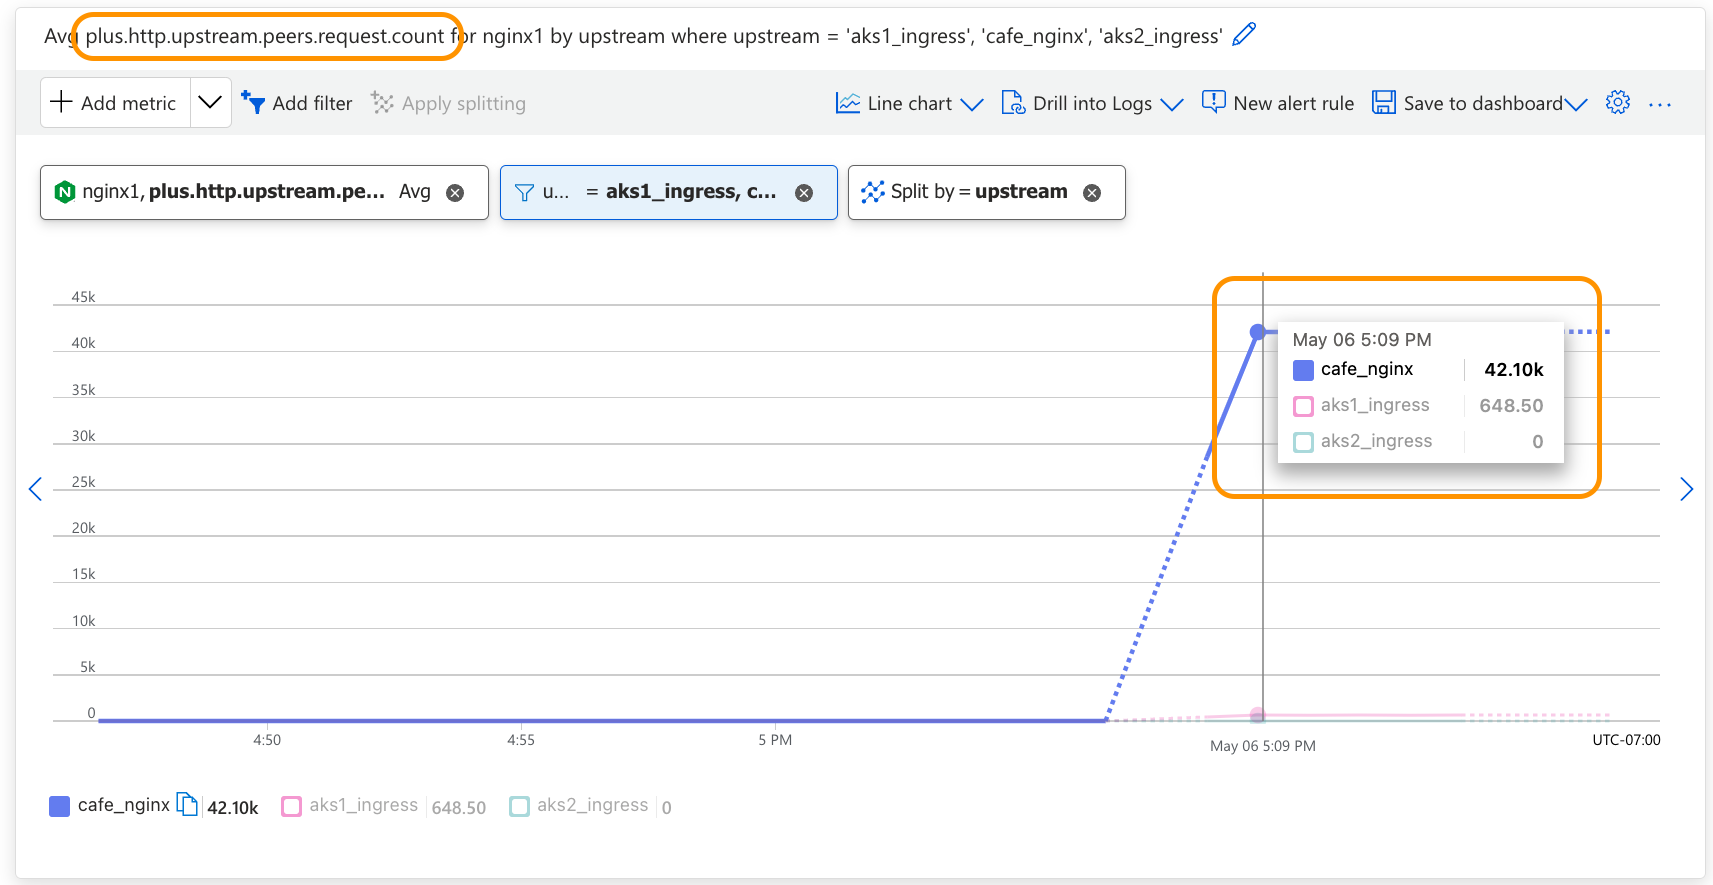 Avg plus.http.upstream.peers.request.count for nginx1 by upstream where upstream = 'aks1_ingress', 'cafe_nginx', 'aks2_ingress'
Add metric Add filter Apply splitting Line chart Drill into Logs New alert rule Save to dashboard ...
N nginx1, plus.http.upstream.pe... Avg u... = aks1_ingress, c... Split by = upstream
45k
40k
35k
30k
25k
20k
15k
10k
5k
0
May 06 5:09 PM
cafe_nginx 42.10k
aks1_ingress 648.50
aks2_ingress 0
4:50 4:55 5 PM May 06 5:09 PM UTC-07:00
cafe_nginx 42.10k aks1_ingress 648.50 aks2_ingress 0